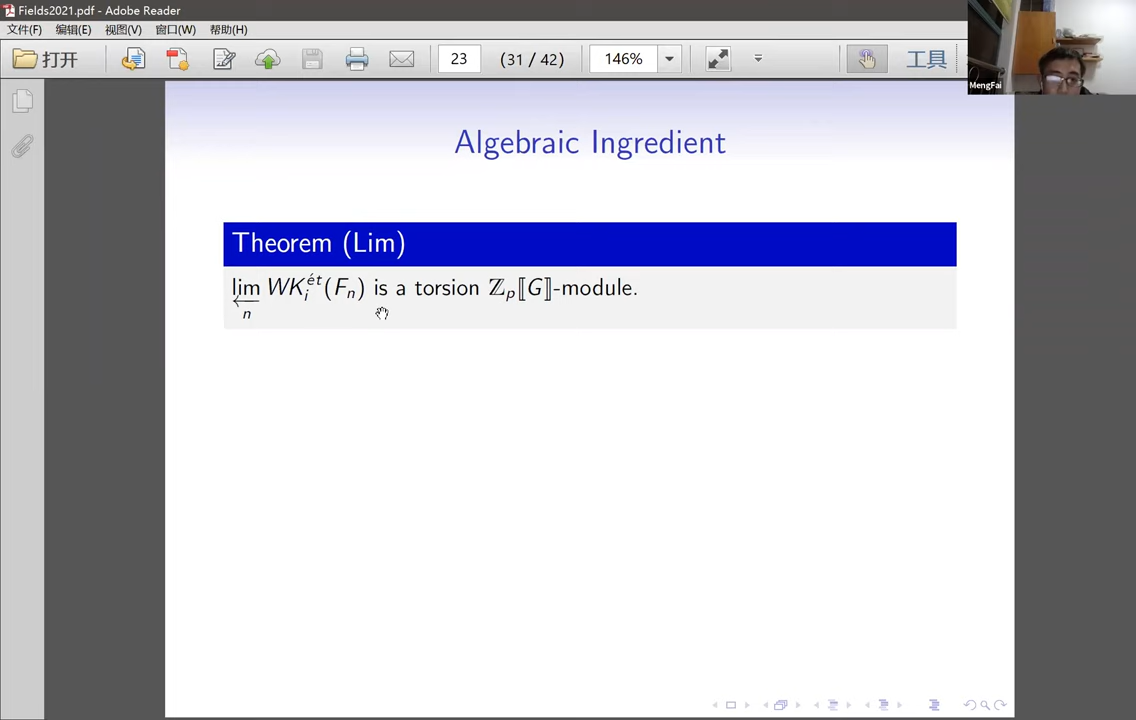 Fields2021.pdf - Adobe Reader
文件(F) 编辑(E) 视图(V) 窗口(W) 帮助(H)
打开 23 (31 / 42) 146% 工具
MengFai
Algebraic Ingredient
Theorem (Lim)
lim WK_i^ét(F_n) is a torsion ℤ_p⟦G⟧-module.
←
n